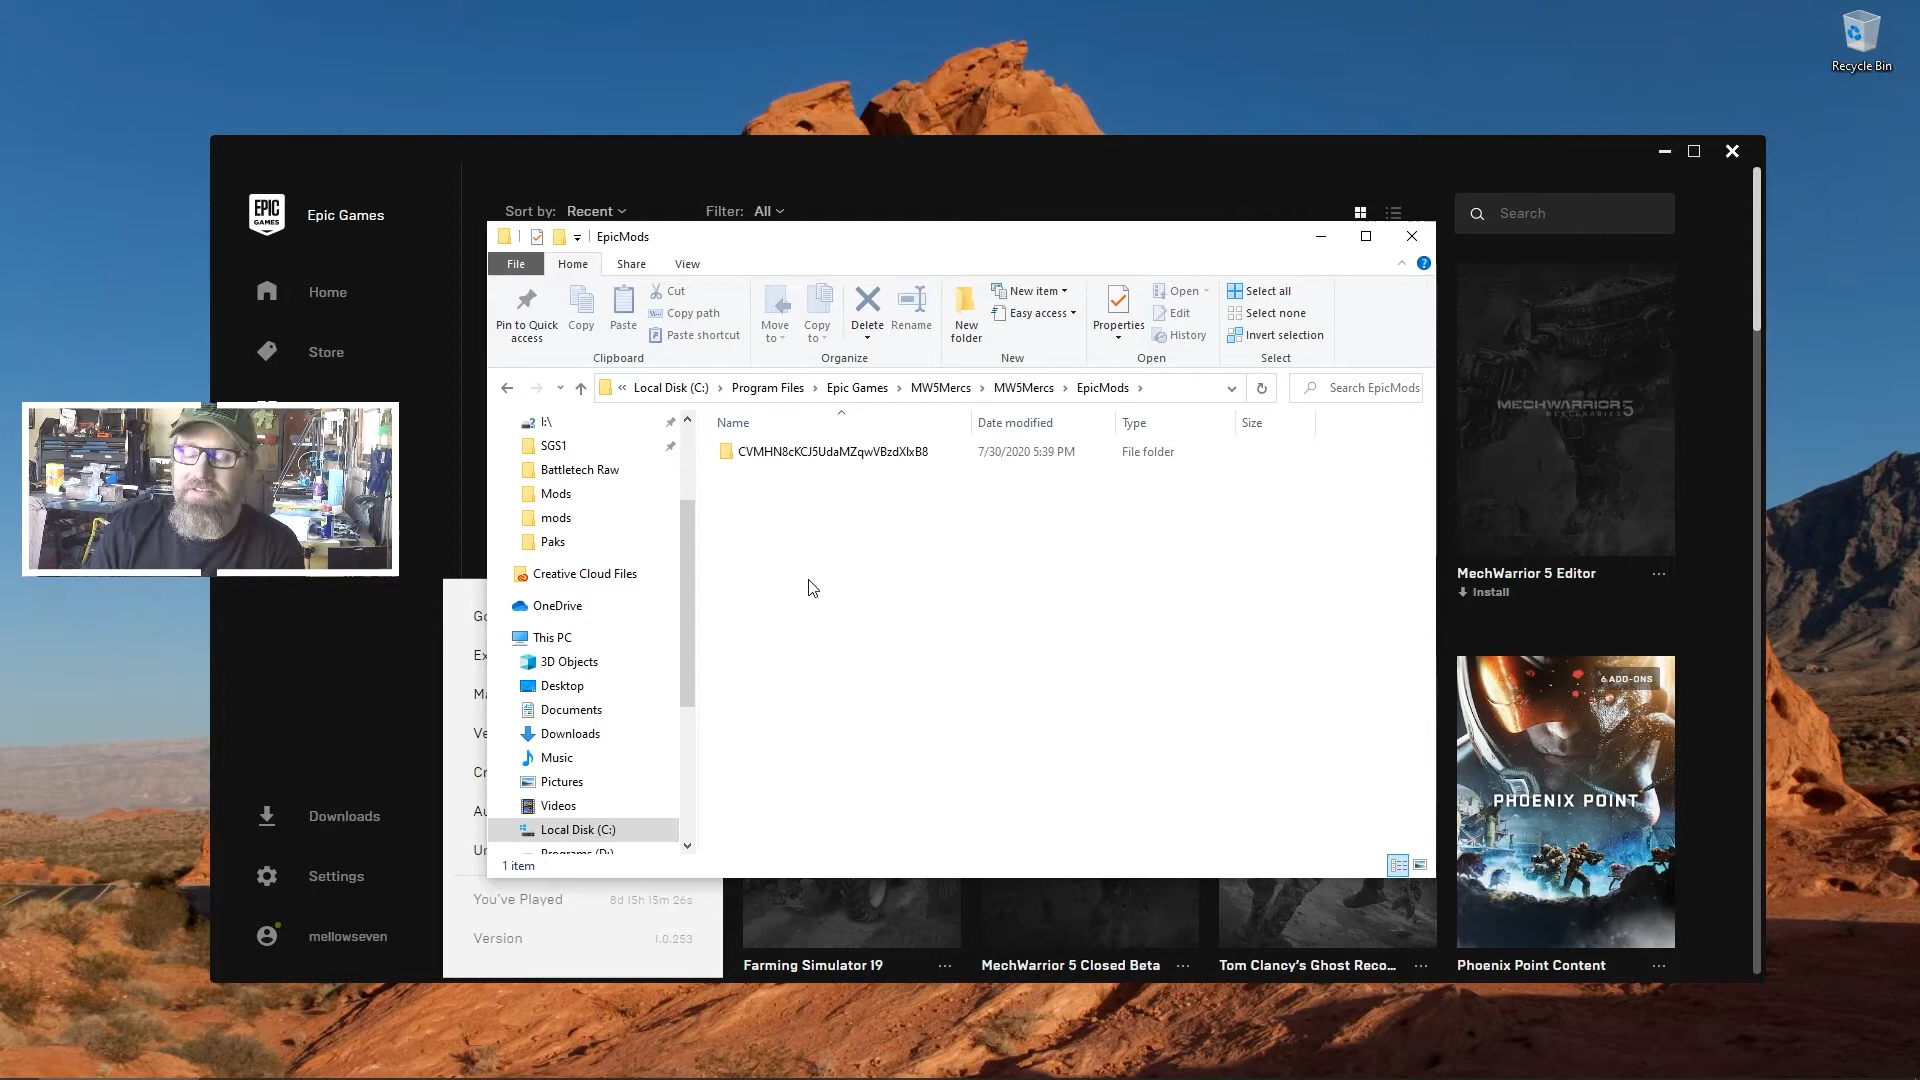 Recycle Bin
EPIC
GAMES
Epic Games
Home
Store
Downloads
Settings
mellowseven
Sort by: Recent
Filter: All
Search
EpicMods
File
Home
Share
View
Pin to Quick
access
Copy
Paste
Cut
Copy path
Paste shortcut
Clipboard
Move
to
Copy
to
Delete
Rename
Organize
New
folder
New item
Easy access
New
Properties
Open
Edit
History
Open
Select all
Select none
Invert selection
Select
« Local Disk (C:) › Program Files › Epic Games › MW5Mercs › MW5Mercs › EpicMods ›
Search EpicMods
I:\
SGS1
Battletech Raw
Mods
mods
Paks
Creative Cloud Files
OneDrive
This PC
3D Objects
Desktop
Documents
Downloads
Music
Pictures
Videos
Local Disk (C:)
Programs (D:)
Name
Date modified
Type
Size
CVMHN8cKCJ5UdaMZqwVBzdXIxB8
7/30/2020 5:39 PM
File folder
1 item
Go
Ex
Ma
Ve
Cr
Au
Un
You've Played
8d 15h 15m 26s
Version
1.0.253
MECHWARRIOR 5
MechWarrior 5 Editor
Install
6 ADD-ONS
PHOENIX POINT
Farming Simulator 19
MechWarrior 5 Closed Beta
Tom Clancy's Ghost Reco...
Phoenix Point Content